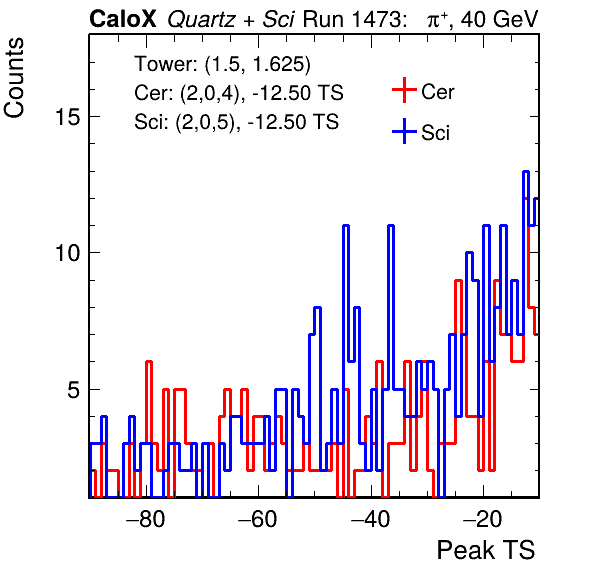 CaloX Quartz + Sci Run 1473: π⁺, 40 GeV
Tower: (1.5, 1.625)
Cer: (2,0,4), -12.50 TS
Sci: (2,0,5), -12.50 TS
Cer
Sci
Counts
15
10
5
−80 −60 −40 −20
Peak TS